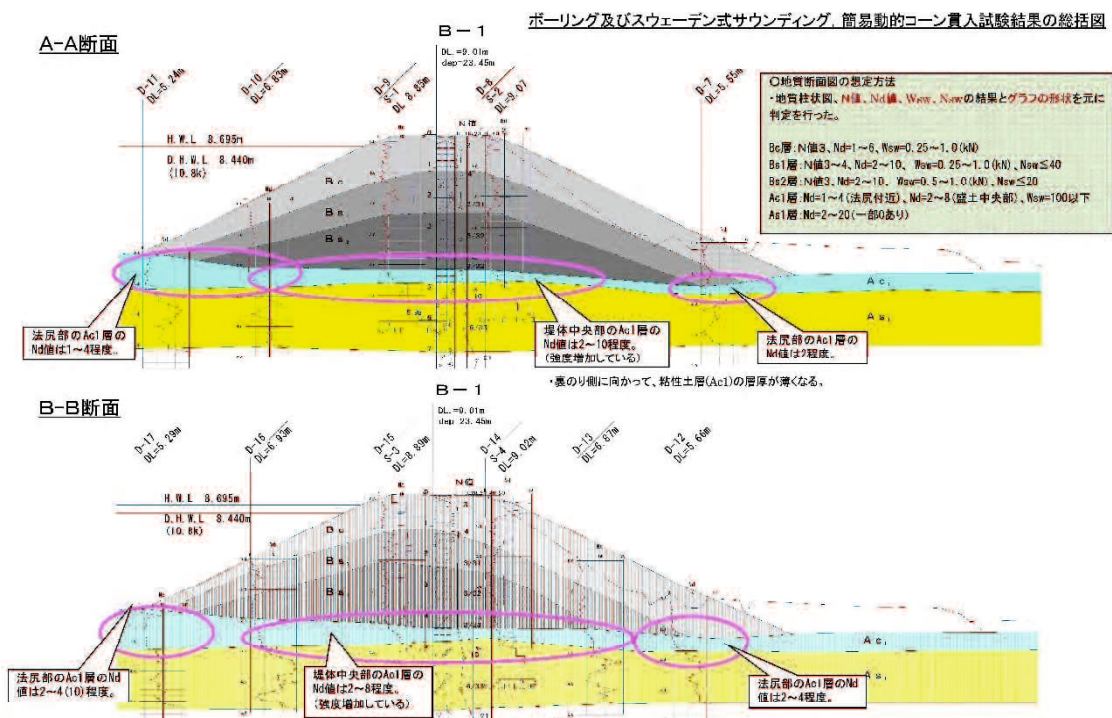 ボーリング及びスウェーデン式サウンディング, 簡易動的コーン貫入試験結果の総括図
A-A断面
B-1
DL.=9.01m
dep=23.45m
D-11
DL=5.24m
D-10
DL=6.83m
D-9
S-1
DL 8.85m
D-8
S-2
DL=9.07
D-7
DL=5.55m
N値
H.W.L 8.695m
D.H.W.L 8.440m
(10.8k)
〇地質断面図の想定方法
・地質柱状図、N値、Nd値、Wsw、Nswの結果とグラフの形状を元に
判定を行った。
Bc層:N値3、Nd=1~6、Wsw=0.25~1.0(kN)
Bs1層:N値3~4、Nd=2~10、 Wsw=0.25~1.0(kN)、Nsw≦40
Bs2層:N値3、Nd=2~10、 Wsw=0.5~1.0(kN)、Nsw≦20
Ac1層:Nd=1~4(法尻付近)、Nd=2~8(盛土中央部)、Wsw=100以下
As1層:Nd=2~20(一部0あり)
Bc
Bs
Bs
Ac1
As1
法尻部のAc1層の
Nd値は1~4程度。
堤体中央部のAc1層の
Nd値は2~10程度。
(強度増加している)
法尻部のAc1層の
Nd値は2程度。
・裏のり側に向かって、粘性土層(Ac1)の層厚が薄くなる。
B-B断面
B-1
DL.=9.01m
dep 23.45m
D-17
DL=5.29m
D-16
DL=6.93m
D-15
S-3
DL=8.89m
D-14
S-4
DL=9.02m
D-13
DL=6.87m
D-12
DL=5.66m
N値
H.W.L 8.695m
D.H.W.L 8.440m
(10.8k)
Bc
Bs
Bs
Ac1
As1
法尻部のAc1層のNd
値は2~4(10)程度。
堤体中央部のAc1層の
Nd値は2~8程度。
(強度増加している)
法尻部のAc1層のNd
値は2~4程度。